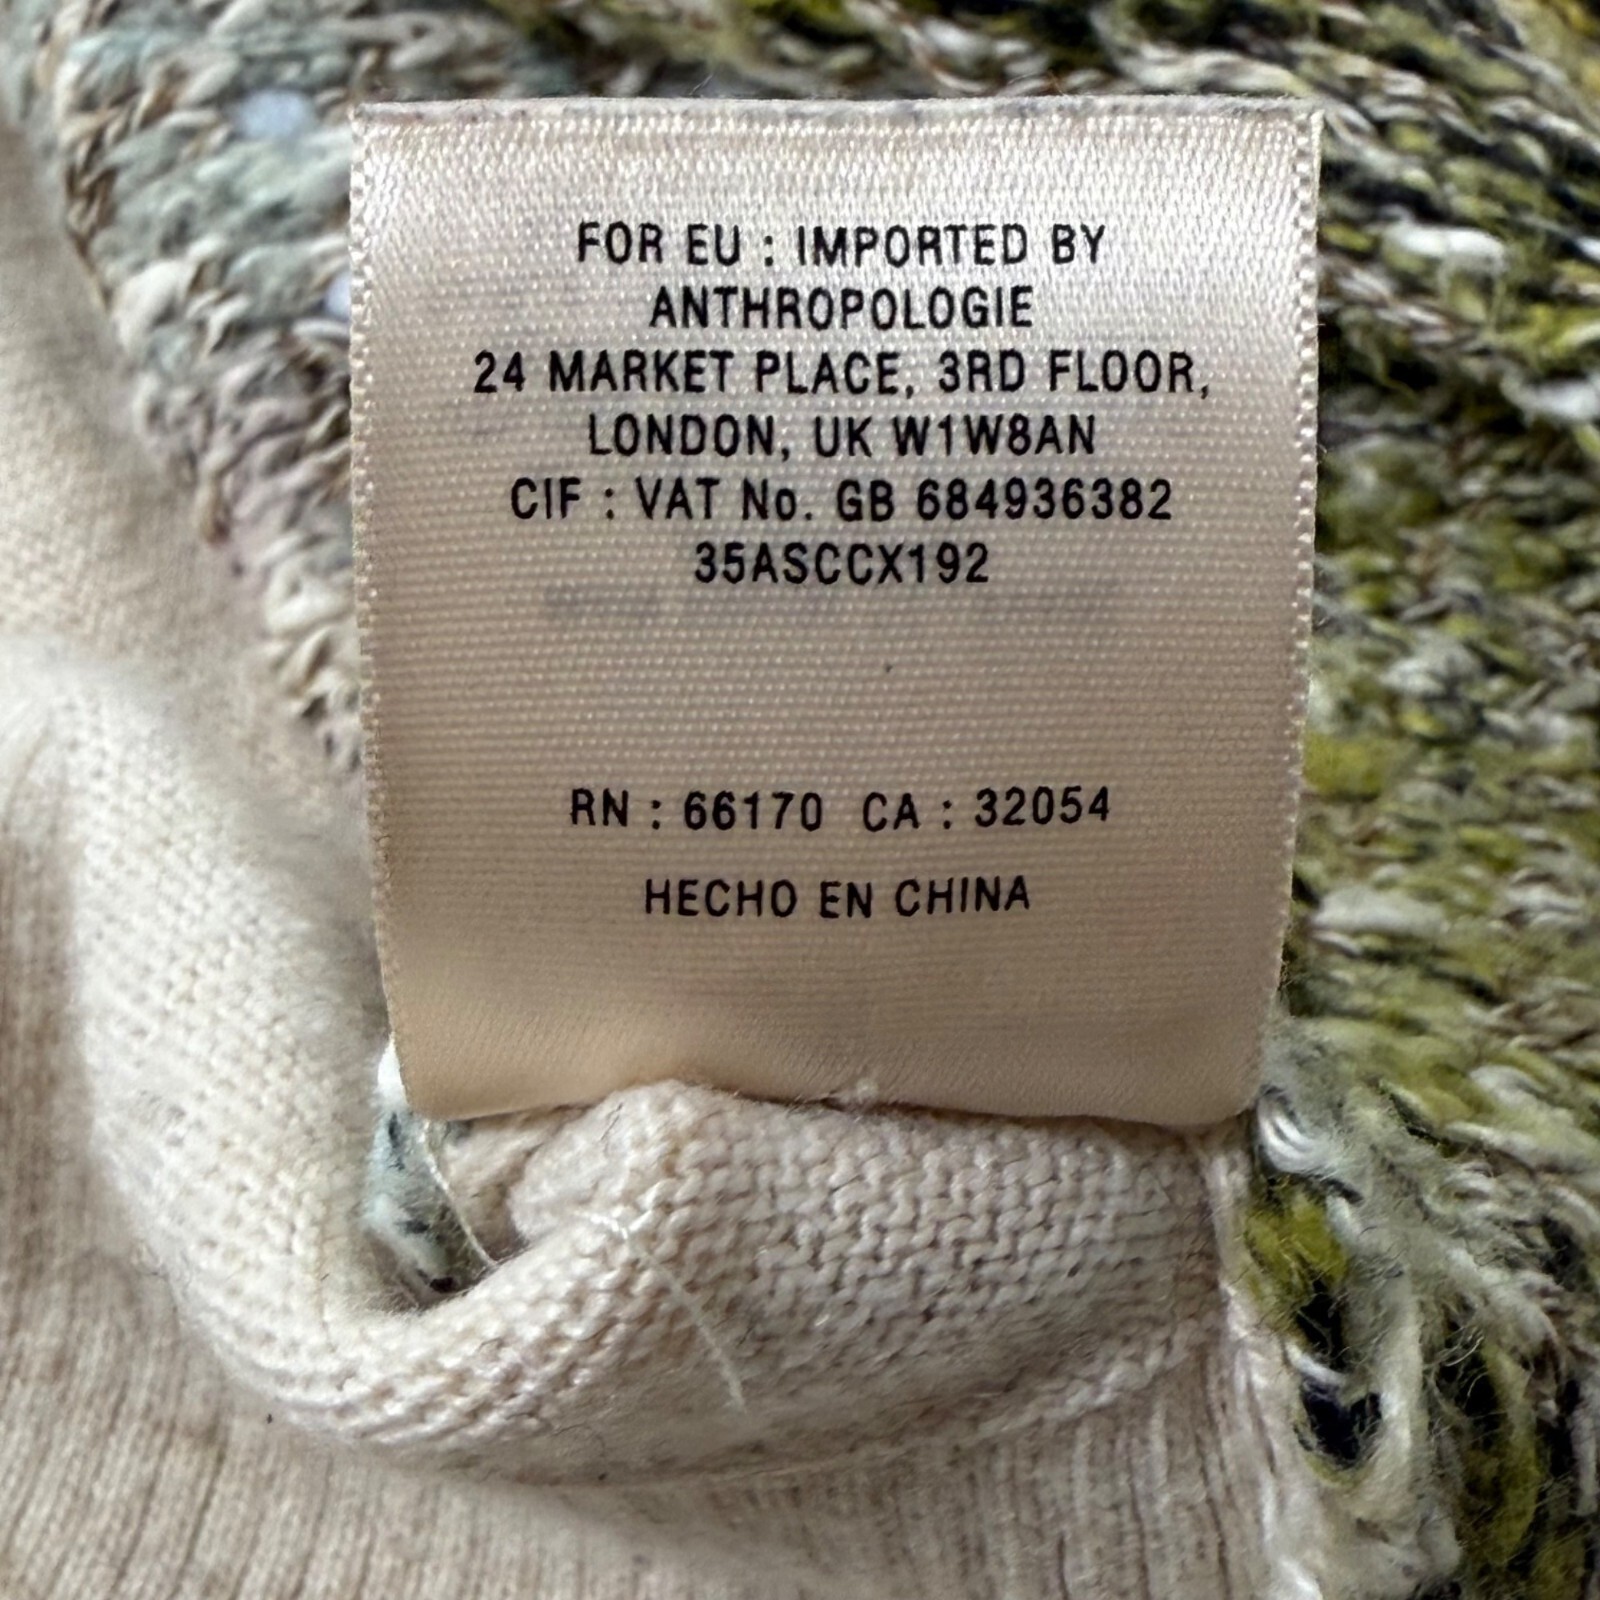 FOR EU : IMPORTED BY
ANTHROPOLOGIE
24 MARKET PLACE, 3RD FLOOR,
LONDON, UK W1W8AN
CIF : VAT No. GB 684936382
35ASCCX192
RN : 66170 CA : 32054
HECHO EN CHINA